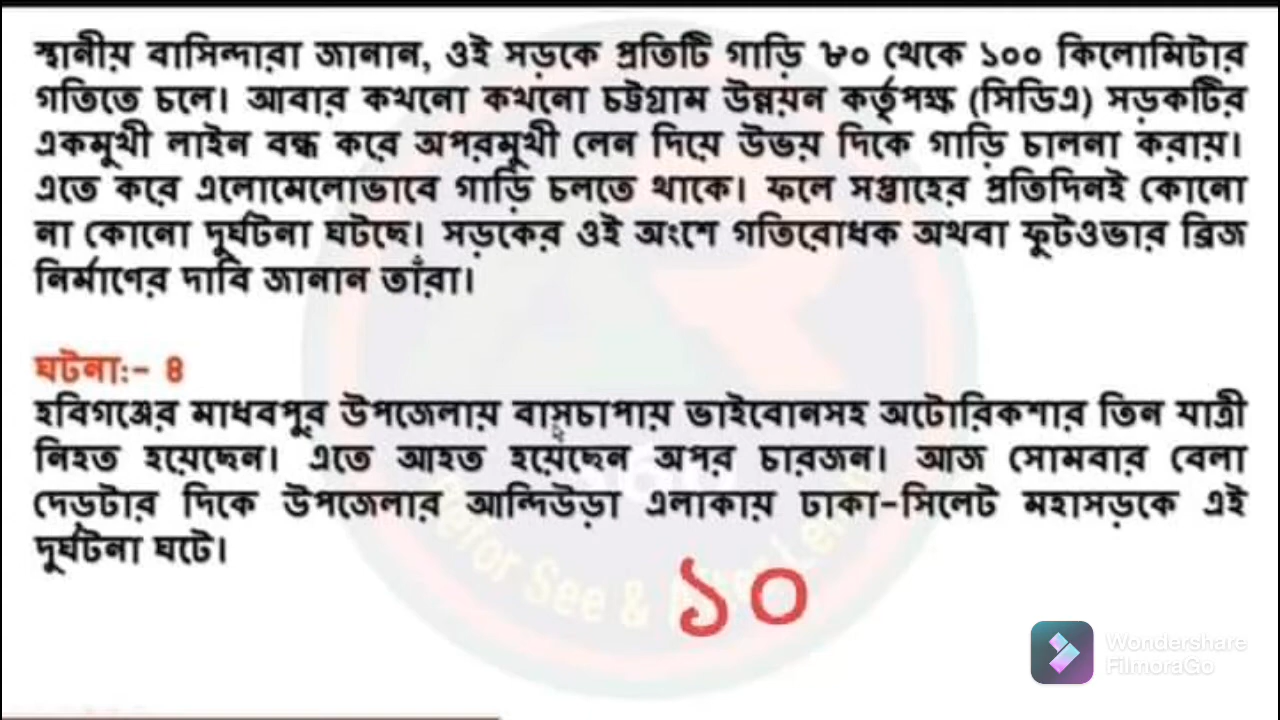 স্থানীয় বাসিন্দারা জানান, ওই সড়কে প্রতিটি গাড়ি ৮০ থেকে ১০০ কিলোমিটার
গতিতে চলে। আবার কখনো কখনো চট্টগ্রাম উন্নয়ন কর্তৃপক্ষ (সিডিএ) সড়কটির
একমুখী লাইন বন্ধ করে অপরমুখী লেন দিয়ে উভয় দিকে গাড়ি চালনা করায়।
এতে করে এলোমেলোভাবে গাড়ি চলতে থাকে। ফলে সপ্তাহের প্রতিদিনই কোনো
না কোনো দুর্ঘটনা ঘটছে। সড়কের ওই অংশে গতিরোধক অথবা ফুটওভার ব্রিজ
নির্মাণের দাবি জানান তাঁরা।
ঘটনা:- ৪
হবিগঞ্জের মাধবপুর উপজেলায় বাসচাপায় ভাইবোনসহ অটোরিকশার তিন যাত্রী
নিহত হয়েছেন। এতে আহত হয়েছেন অপর চারজন। আজ সোমবার বেলা
দেড়টার দিকে উপজেলার আন্দিউড়া এলাকায় ঢাকা-সিলেট মহাসড়কে এই
দুর্ঘটনা ঘটে।
See &
১০
Wondershare
FilmoraGo